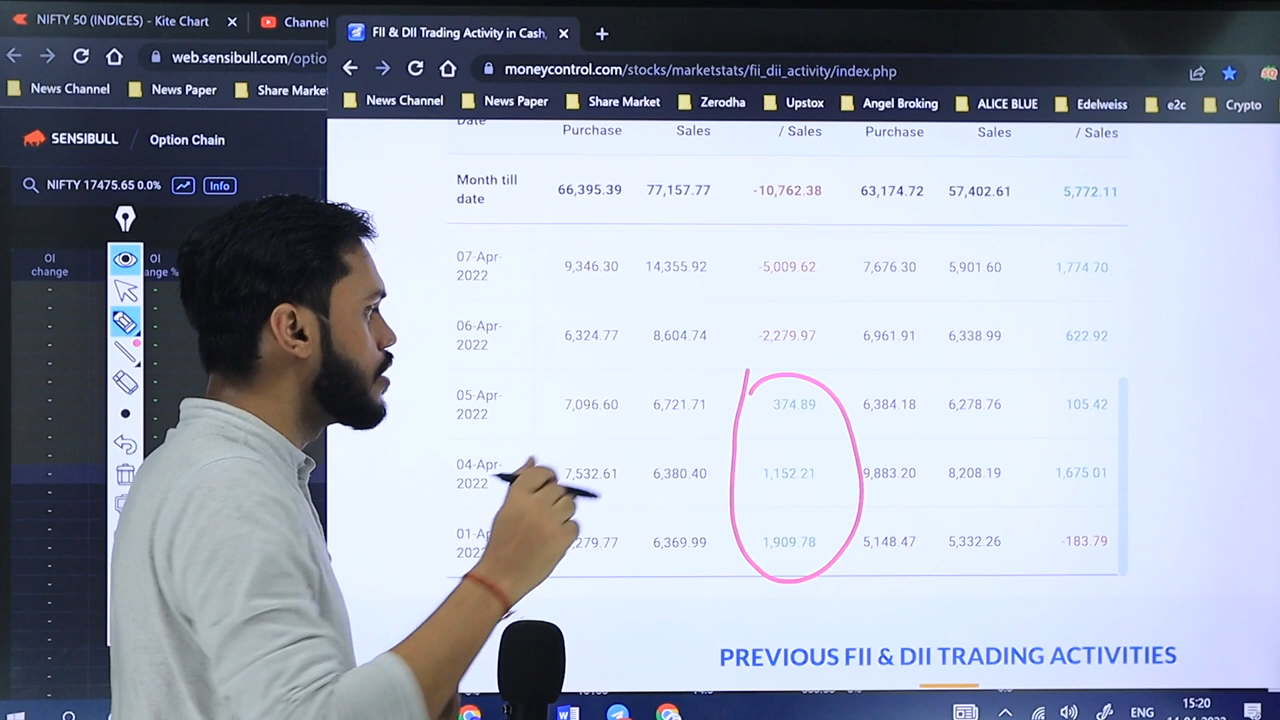 NIFTY 50 (INDICES) - Kite Chart
Channel
FII & DII Trading Activity in Cash,
web.sensibull.com/optio
moneycontrol.com/stocks/marketstats/fii_dii_activity/index.php
News Channel
News Paper
Share Market
News Channel
News Paper
Share Market
Zerodha
Upstox
Angel Broking
ALICE BLUE
Edelweiss
e2c
Crypto
SENSIBULL / Option Chain
NIFTY 17475.65 0.0% Info
OI change
OI ange %
Date Purchase Sales / Sales Purchase Sales / Sales
Month till date 66,395.39 77,157.77 -10,762.38 63,174.72 57,402.61 5,772.11
07-Apr-2022 9,346.30 14,355.92 -5,009.62 7,676.30 5,901.60 1,774.70
06-Apr-2022 6,324.77 8,604.74 -2,279.97 6,961.91 6,338.99 622.92
05-Apr-2022 7,096.60 6,721.71 374.89 6,384.18 6,278.76 105.42
04-Apr-2022 7,532.61 6,380.40 1,152.21 9,883.20 8,208.19 1,675.01
01-Ap 2022 ,279.77 6,369.99 1,909.78 5,148.47 5,332.26 -183.79
PREVIOUS FII & DII TRADING ACTIVITIES
ENG
15:20